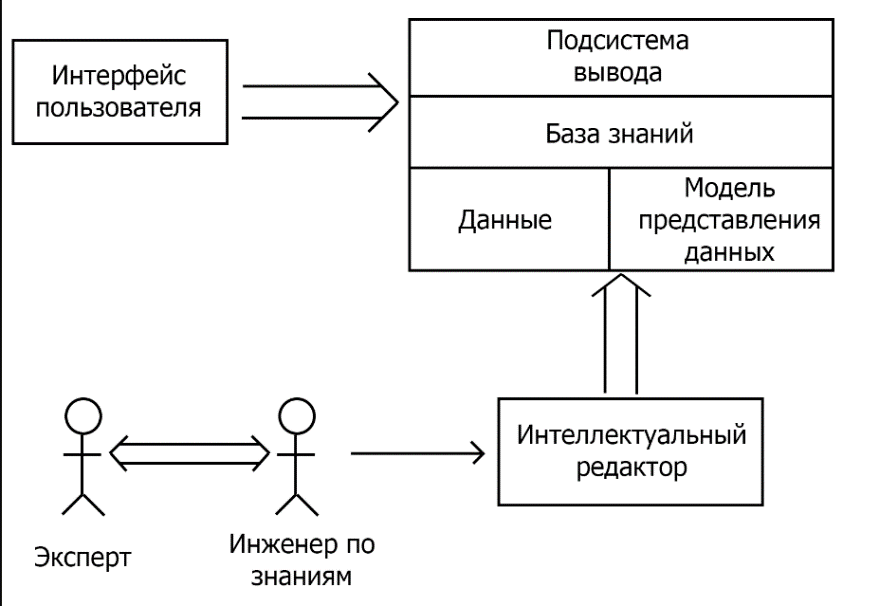 Интерфейс
пользователя
Подсистема
вывода
База знаний
Данные
Модель
представления
данных
Интеллектуальный
редактор
Эксперт
Инженер по
знаниям